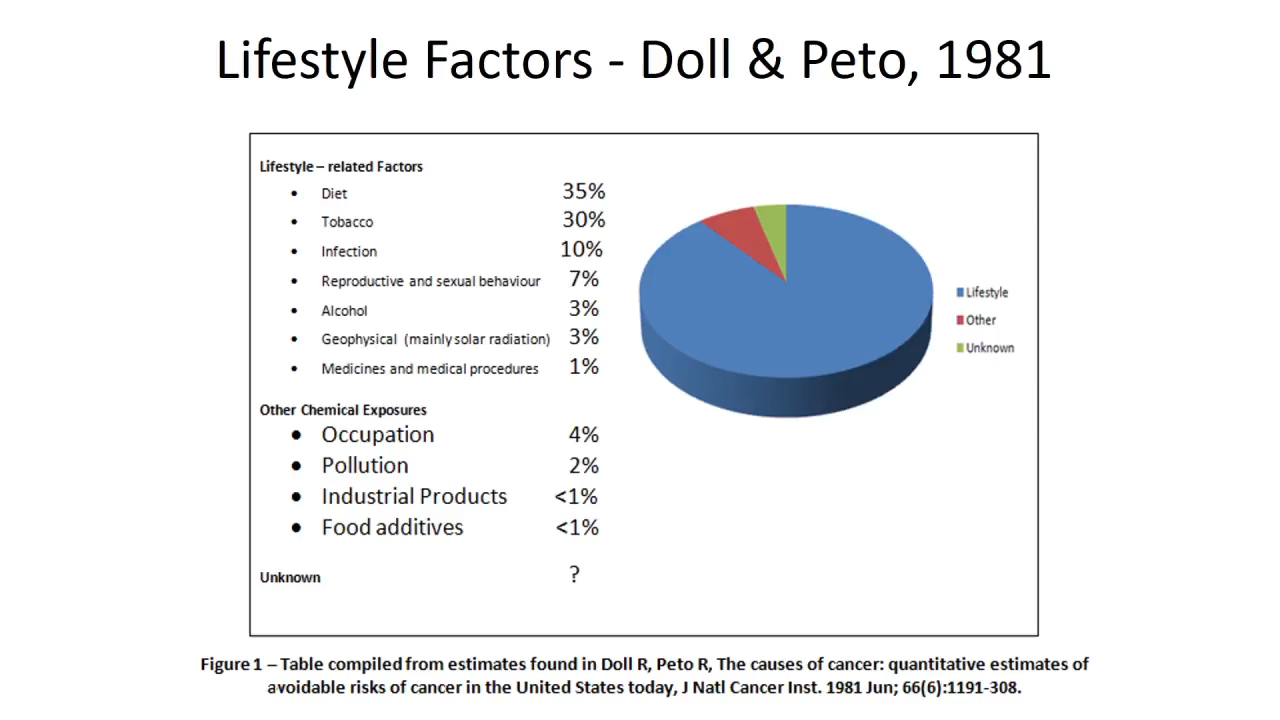 Lifestyle Factors - Doll & Peto, 1981
Lifestyle – related Factors
• Diet 35%
• Tobacco 30%
• Infection 10%
• Reproductive and sexual behaviour 7%
• Alcohol 3%
• Geophysical (mainly solar radiation) 3%
• Medicines and medical procedures 1%
Other Chemical Exposures
• Occupation 4%
• Pollution 2%
• Industrial Products <1%
• Food additives <1%
Unknown ?
Lifestyle
Other
Unknown
Figure 1 – Table compiled from estimates found in Doll R, Peto R, The causes of cancer: quantitative estimates of
avoidable risks of cancer in the United States today, J Natl Cancer Inst. 1981 Jun; 66(6):1191-308.